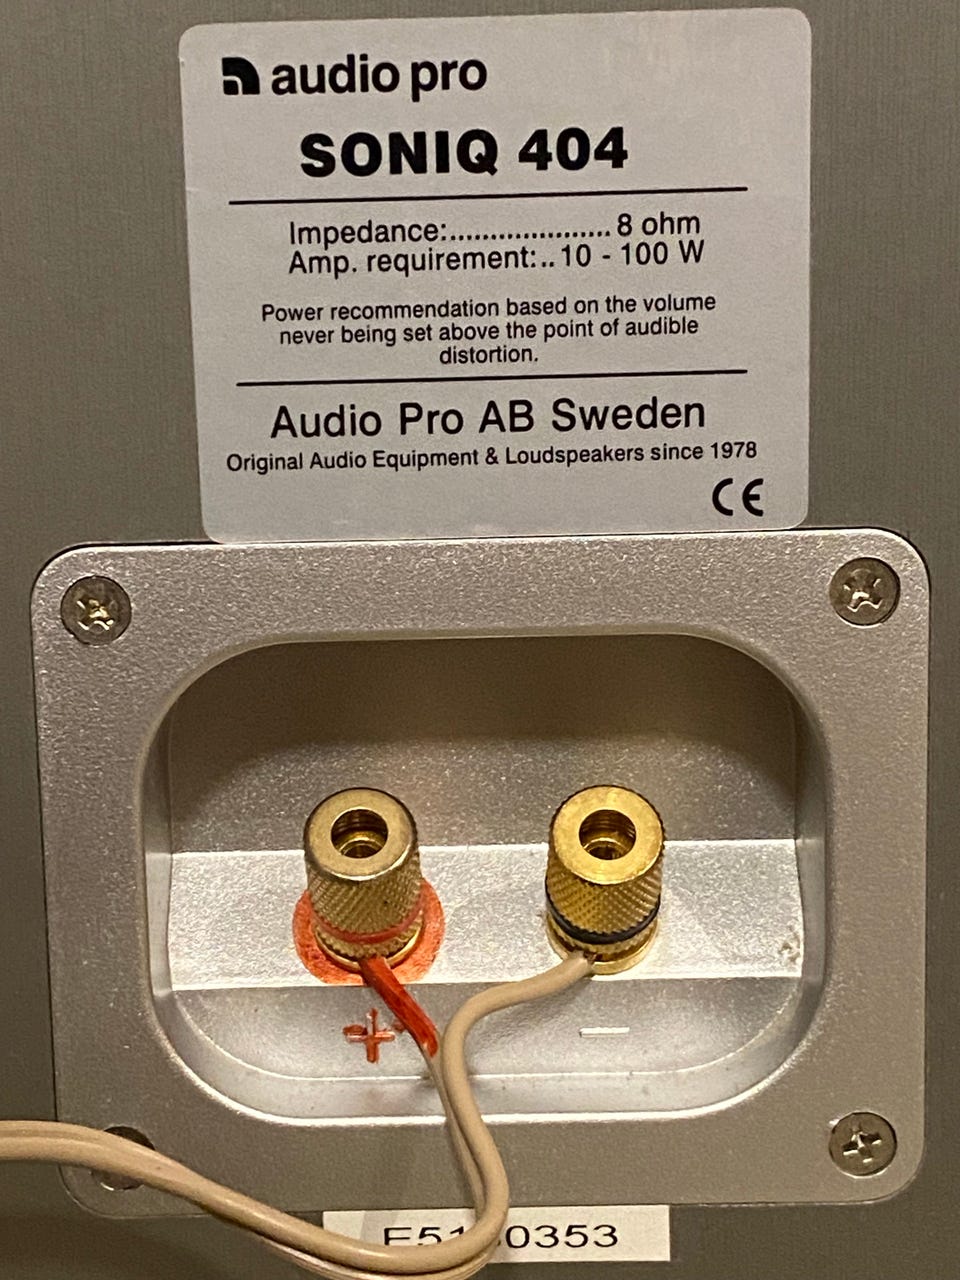 audio pro
SONIQ 404
Impedance:.................... 8 ohm
Amp. requirement:.. 10 - 100 W
Power recommendation based on the volume
never being set above the point of audible
distortion.
Audio Pro AB Sweden
Original Audio Equipment & Loudspeakers since 1978
CE
+ −